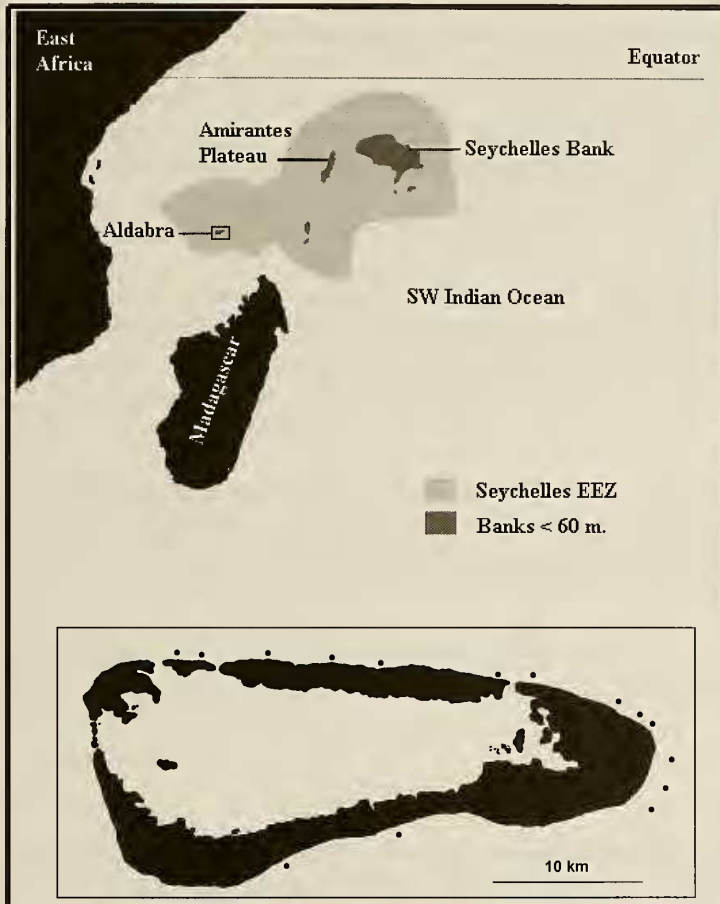 East
Africa
Equator
Amirantes
Plateau
Seychelles Bank
Aldabra
SW Indian Ocean
Madagascar
Seychelles EEZ
Banks < 60 m.
10 km